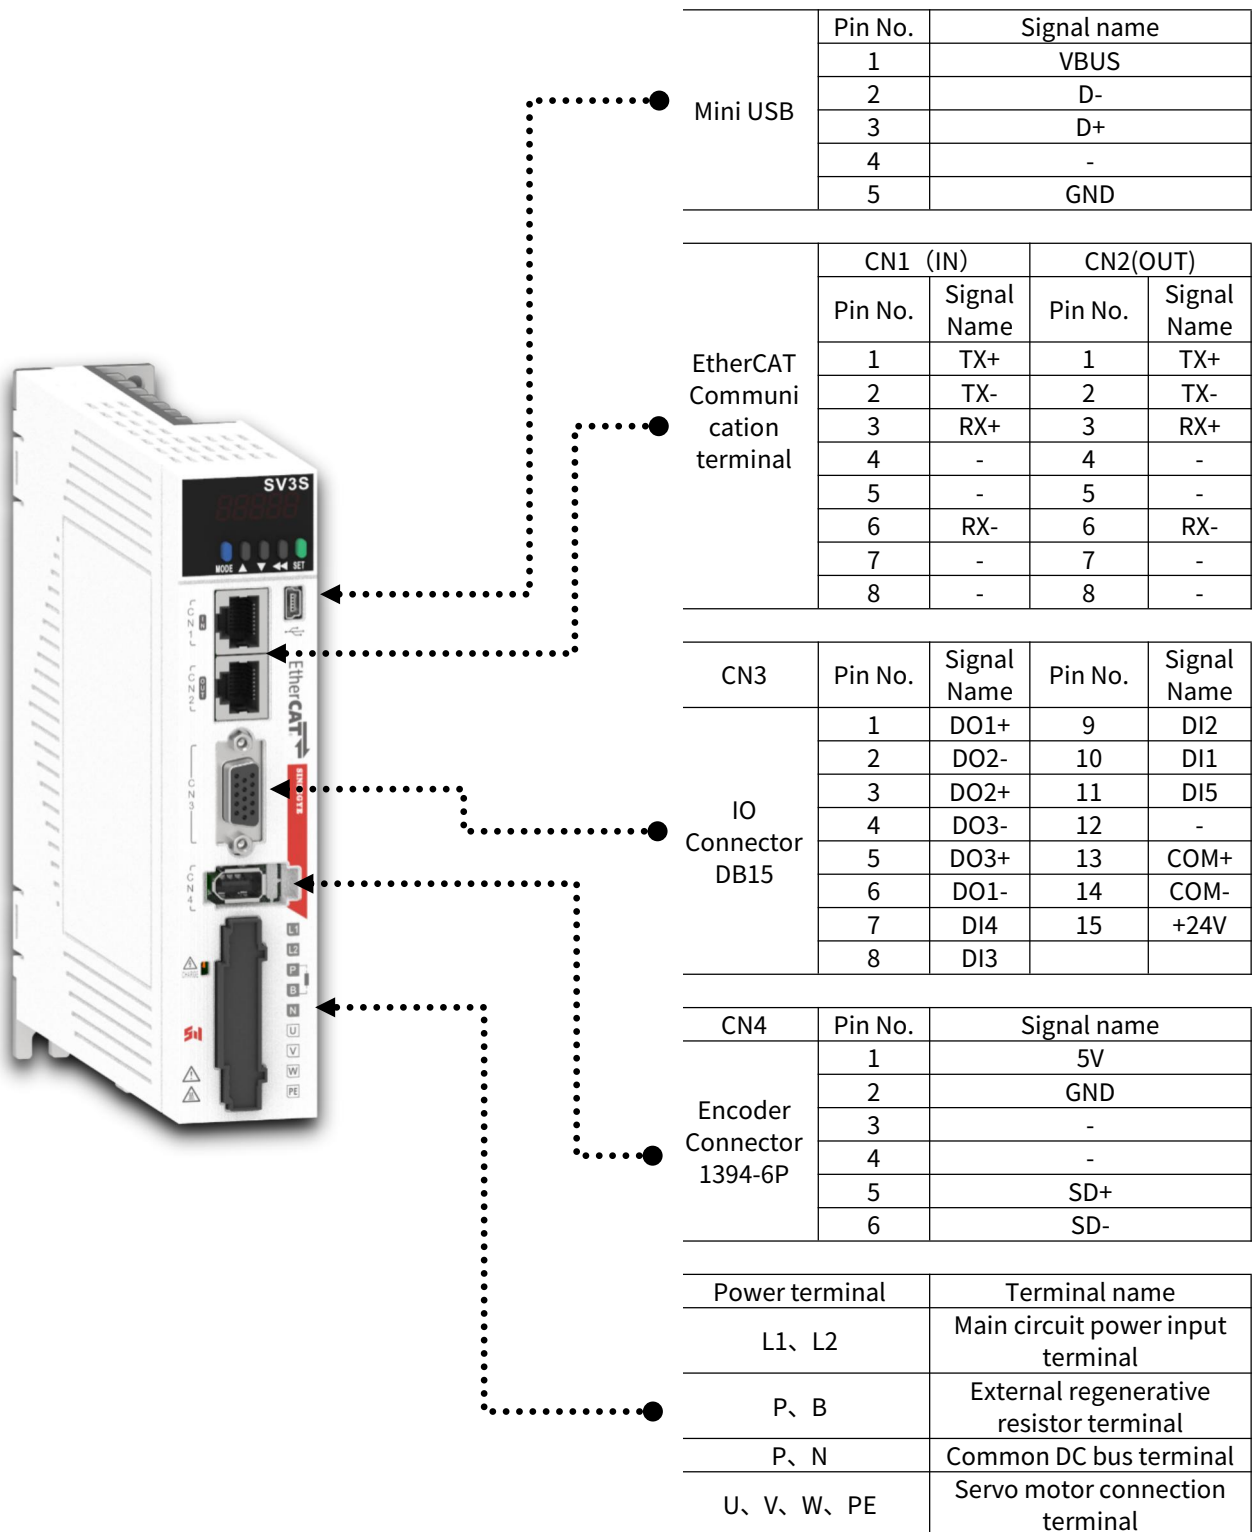 SV3S
MODE ▲ ▼ ◀◀ SET
CN1
IN
CN2
OUT
EtherCAT
CN3
CN4
L1
L2
P
B
N
U
V
W
PE
Pin No. Signal name
Mini USB
1 VBUS
2 D-
3 D+
4 -
5 GND
EtherCAT
Communi
cation
terminal
CN1（IN） CN2(OUT)
Pin No. Signal Name Pin No. Signal Name
1 TX+ 1 TX+
2 TX- 2 TX-
3 RX+ 3 RX+
4 - 4 -
5 - 5 -
6 RX- 6 RX-
7 - 7 -
8 - 8 -
CN3 Pin No. Signal Name Pin No. Signal Name
IO
Connector
DB15
1 DO1+ 9 DI2
2 DO2- 10 DI1
3 DO2+ 11 DI5
4 DO3- 12 -
5 DO3+ 13 COM+
6 DO1- 14 COM-
7 DI4 15 +24V
8 DI3
CN4 Pin No. Signal name
Encoder
Connector
1394-6P
1 5V
2 GND
3 -
4 -
5 SD+
6 SD-
Power terminal Terminal name
L1、L2 Main circuit power input
terminal
P、B External regenerative
resistor terminal
P、N Common DC bus terminal
U、V、W、PE Servo motor connection
terminal